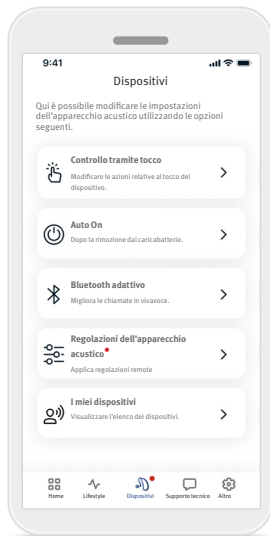 9:41
Dispositivi
Qui è possibile modificare le impostazioni
dell'apparecchio acustico utilizzando le opzioni
seguenti.
Controllo tramite tocco
Modificare le azioni relative al tocco del
dispositivo.
Auto On
Dopo la rimozione dal caricabatterie.
Bluetooth adattivo
Migliora le chiamate in vivavoce.
Regolazioni dell'apparecchio
acustico
Applica regolazioni remote
I miei dispositivi
Visualizzare l'elenco dei dispositivi.
Home Lifestyle Dispositivi Supporto tecnico Altro